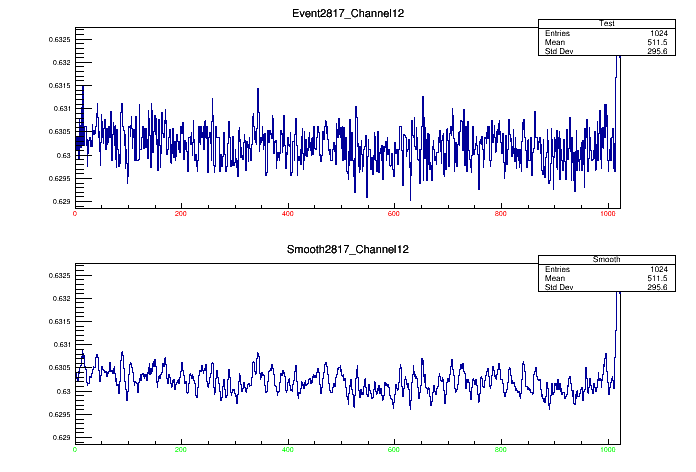 Event2817_Channel12
Test
Entries 1024
Mean 511.5
Std Dev 295.6
0.6325
0.632
0.6315
0.631
0.6305
0.63
0.6295
0.629
0 200 400 600 800 1000
Smooth2817_Channel12
Smooth
Entries 1024
Mean 511.5
Std Dev 295.6
0.6325
0.632
0.6315
0.631
0.6305
0.63
0.6295
0.629
0 200 400 600 800 1000